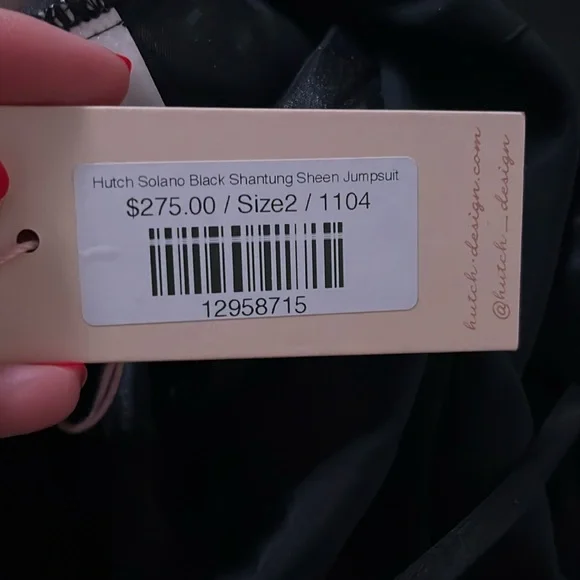 Hutch Solano Black Shantung Sheen Jumpsuit
$275.00 / Size2 / 1104
12958715
hutch-design.com
@hutch_design